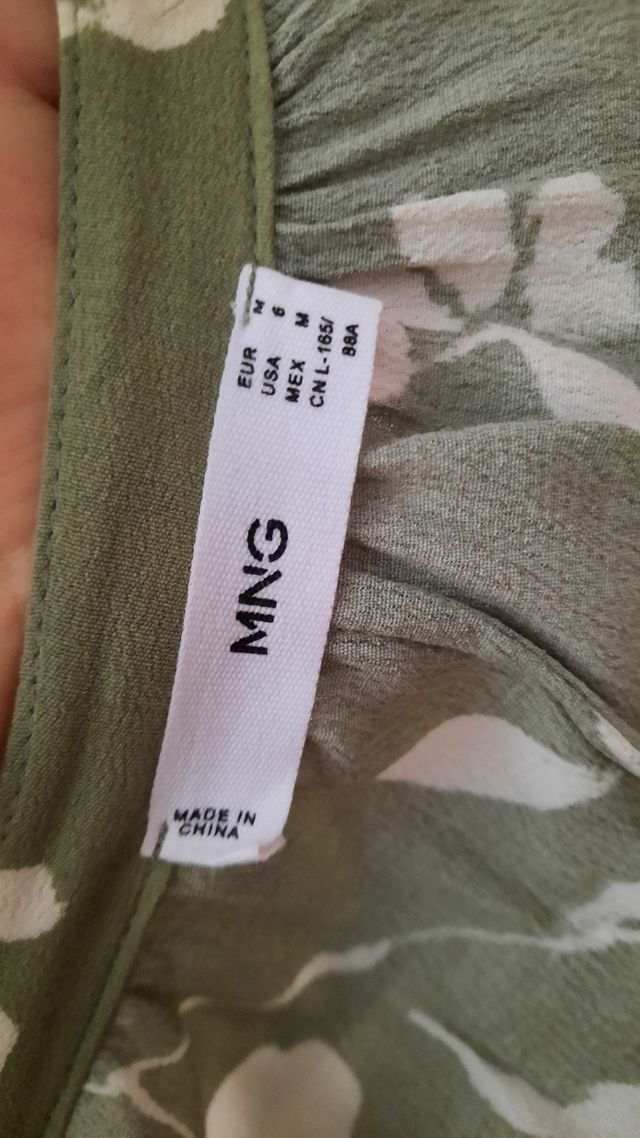 EUR M
USA 6
MEX M
CN L-165/
88A
MNG
MADE IN
CHINA